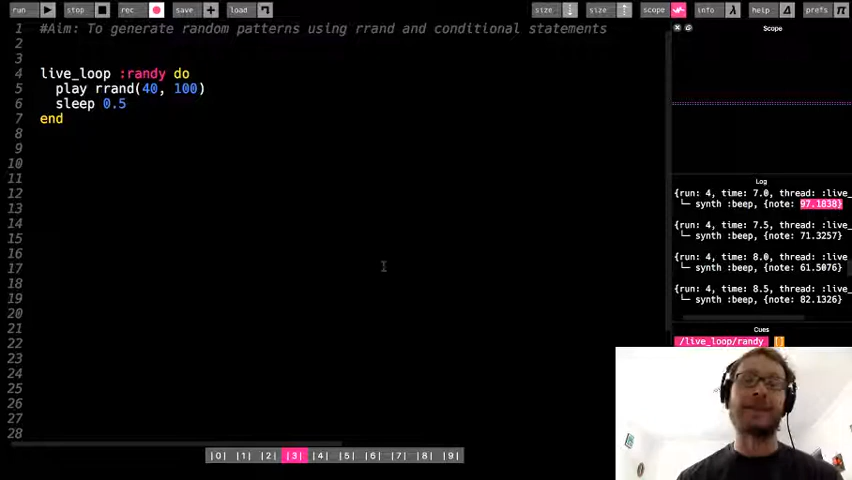 run stop rec save load size size scope info help prefs
1 #Aim: To generate random patterns using rrand and conditional statements
2
3
4 live_loop :randy do
5 play rrand(40, 100)
6 sleep 0.5
7 end
8
9
10
11
12
13
14
15
16
17
18
19
20
21
22
23
24
25
26
27
28
|0| |1| |2| |3| |4| |5| |6| |7| |8| |9|
Scope
Log
{run: 4, time: 7.0, thread: :live_
└─ synth :beep, {note: 97.1838}
{run: 4, time: 7.5, thread: :live_
└─ synth :beep, {note: 71.3257}
{run: 4, time: 8.0, thread: :live_
└─ synth :beep, {note: 61.5076}
{run: 4, time: 8.5, thread: :live_
└─ synth :beep, {note: 82.1326}
Cues
/live_loop/randy []